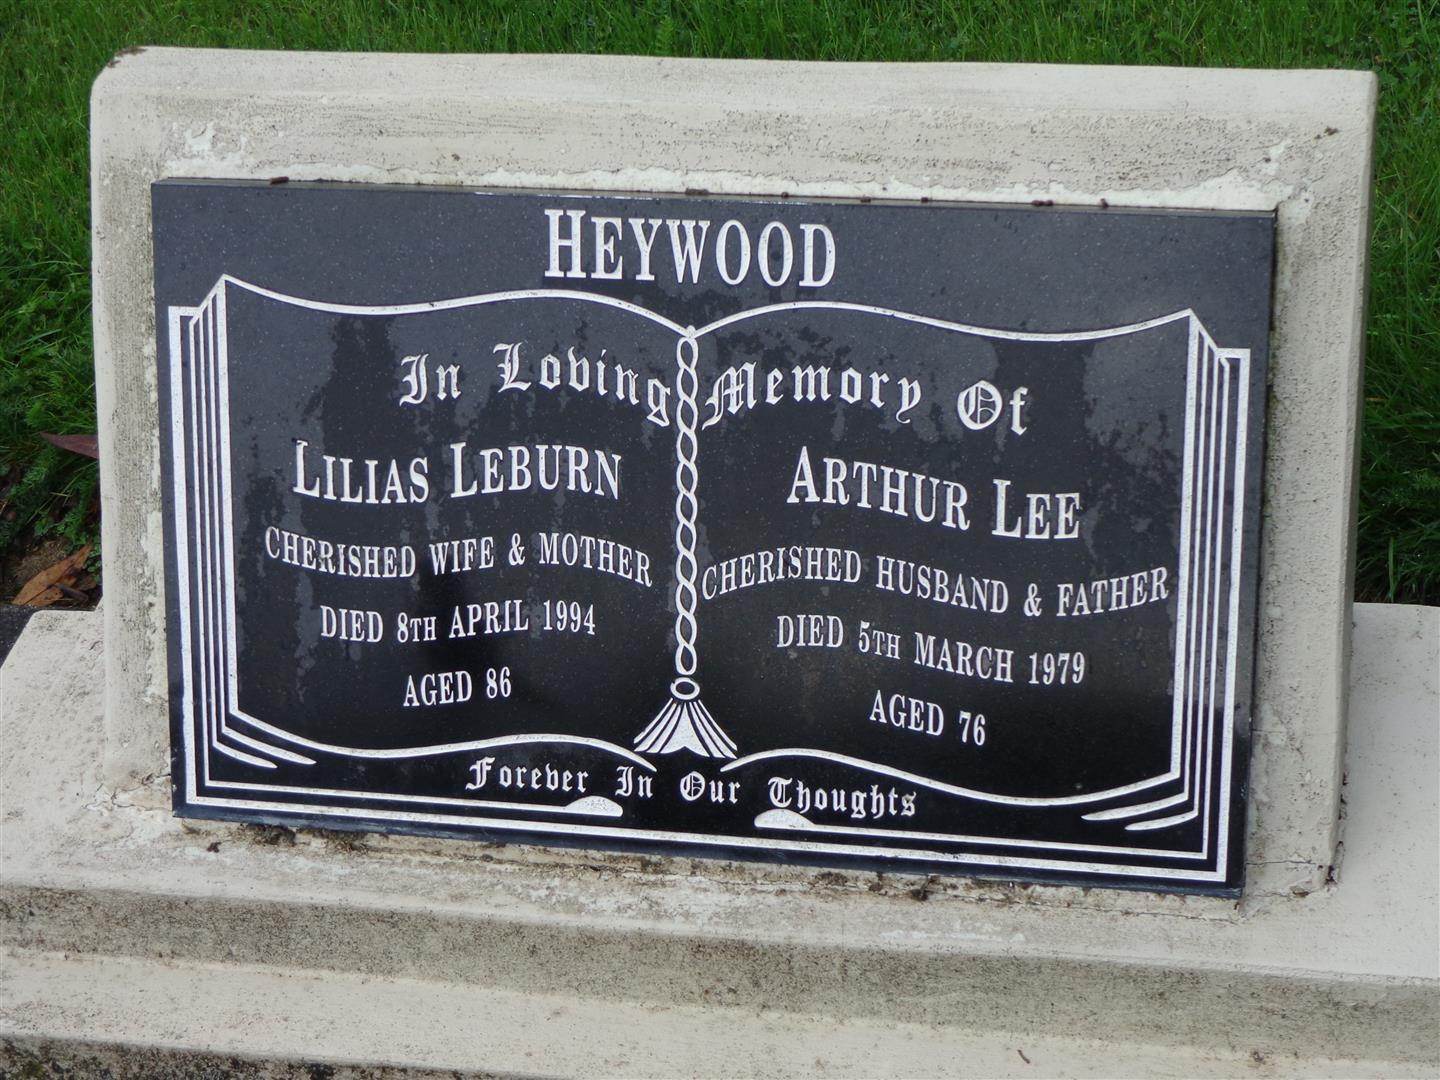 HEYWOOD
In Loving Memory Of
LILIAS LEBURN
CHERISHED WIFE & MOTHER
DIED 8TH APRIL 1994
AGED 86
ARTHUR LEE
CHERISHED HUSBAND & FATHER
DIED 5TH MARCH 1979
AGED 76
Forever In Our Thoughts